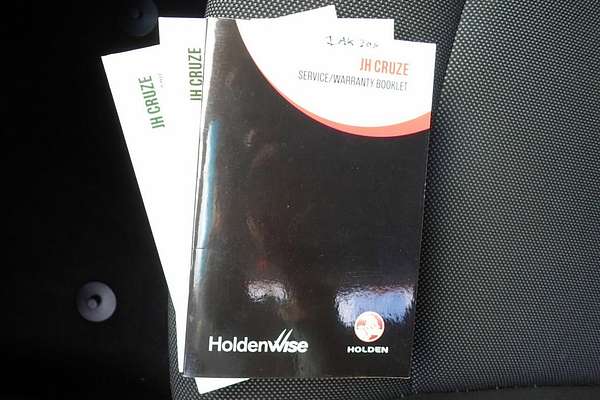 JH CRUZE
SERVICE/WARRANTY BOOKLET
JH CRUZE
JH CRUZE
Holdenwise
HOLDEN